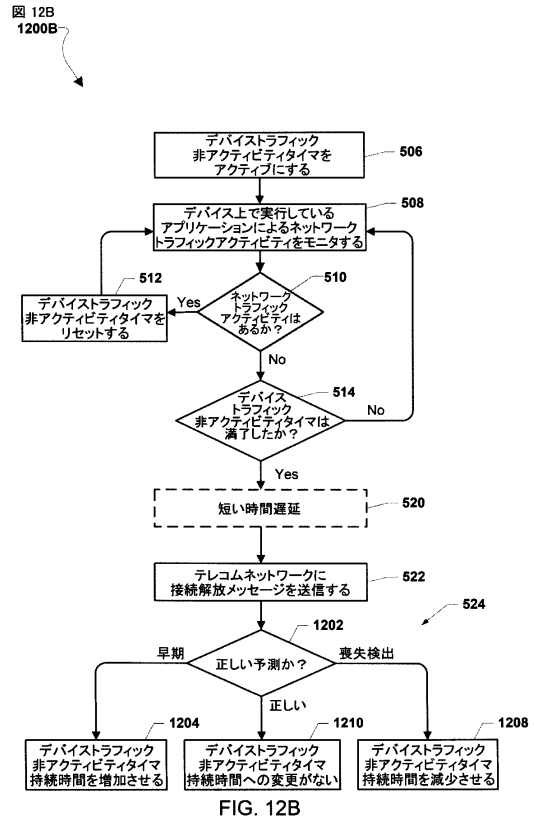 図 12B
1200B
デバイストラフィック
非アクティビティタイマを
アクティブにする
506
デバイス上で実行している
アプリケーションによるネットワーク
トラフィックアクティビティをモニタする
508
512
デバイストラフィック
非アクティビティタイマを
リセットする
Yes
510
ネットワーク
トラフィック
アクティビティは
あるか？
No
514
デバイス
トラフィック
非アクティビティタイマは
満了したか？
No
Yes
短い時間遅延
520
テレコムネットワークに
接続解放メッセージを送信する
522
524
1202
早期
正しい予測か？
喪失検出
正しい
1204
デバイストラフィック
非アクティビティタイマ
持続時間を増加させる
1210
デバイストラフィック
非アクティビティタイマ
持続時間への変更がない
1208
デバイストラフィック
非アクティビティタイマ
持続時間を減少させる
FIG. 12B